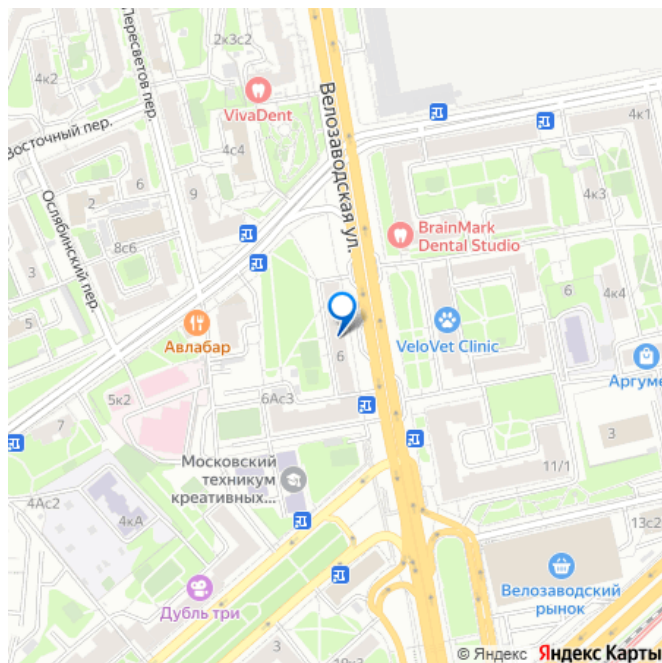 Пересветов пер.
2к3с2
4к2
VivaDent
Велозаводская ул.
4к1
Восточный пер.
4с4
4к3
6
9
2
Ослябинский пер.
8с6
BrainMark
Dental Studio
3
6
4к4
5
Авлабар
VeloVet Clinic
6
Аргуме
5к2
6Ас3
7
3
Московский
техникум
креативных...
11/1
4Ас2
4кА
13с2
Велозаводский
рынок
Дубль три
19к3
© Яндекс Яндекс Карты